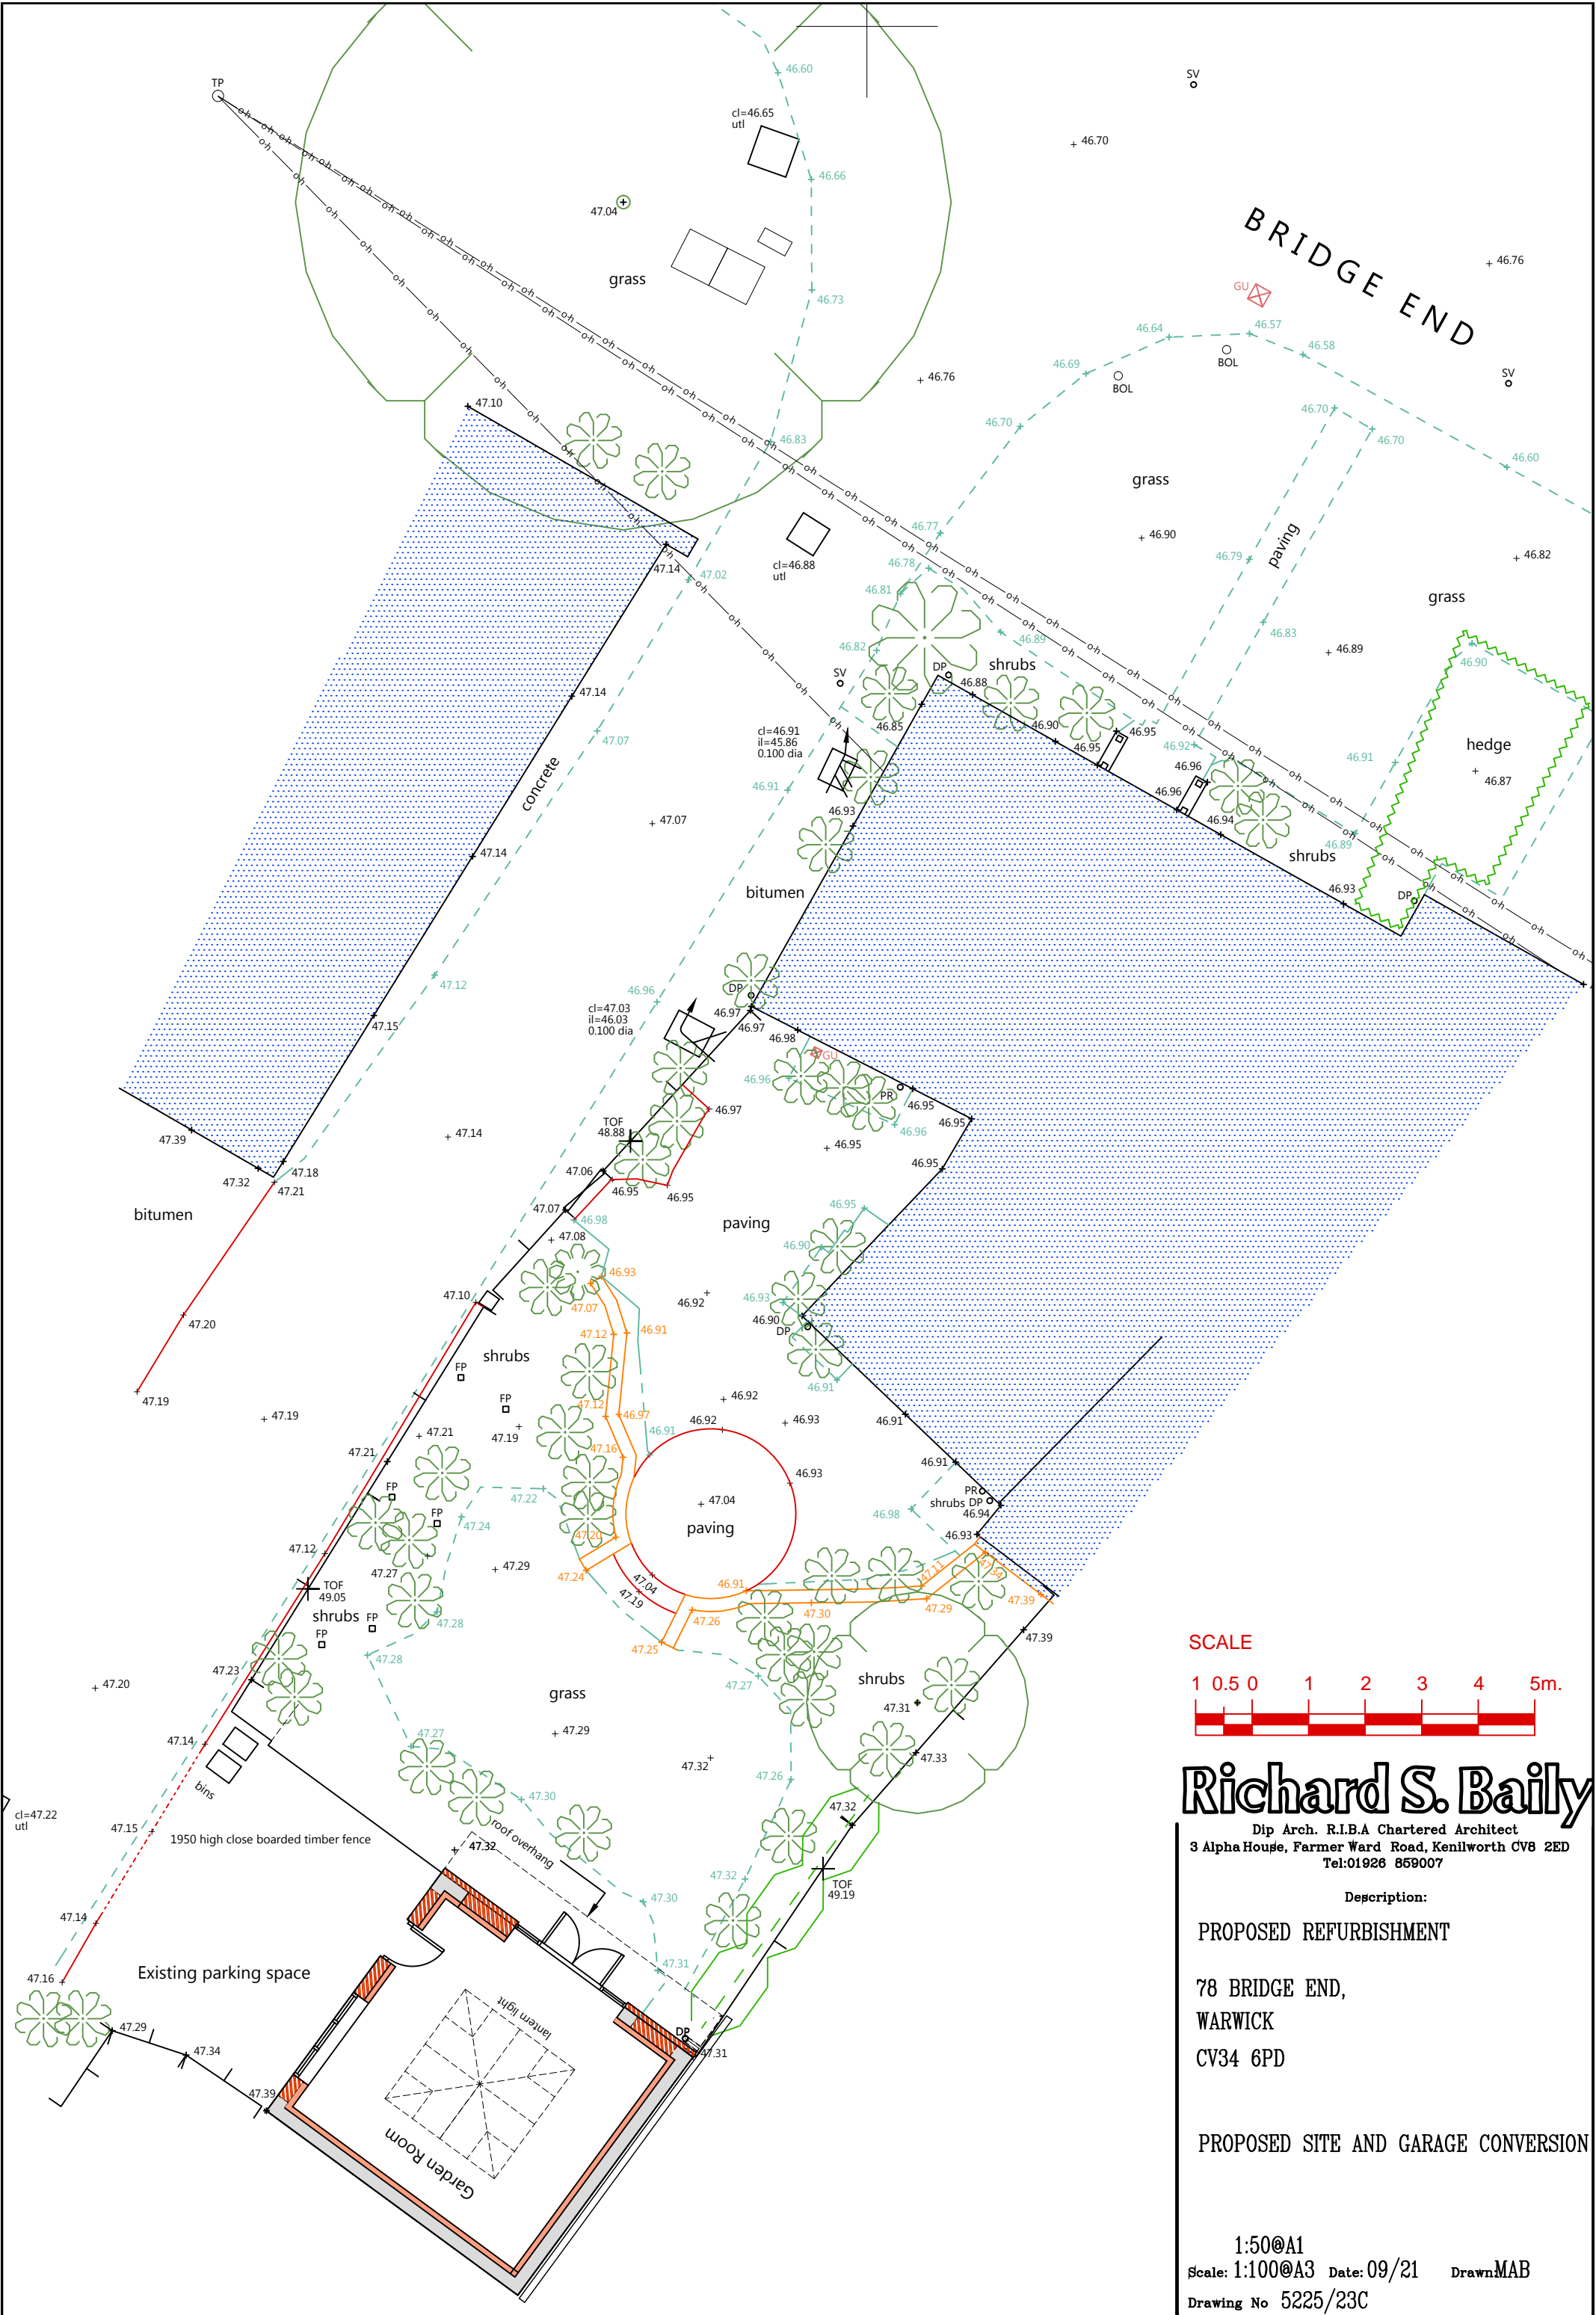 TP
SV
cl=46.65
utl
46.60
46.70
46.66
47.04
grass
46.73
BRIDGE END
46.76
GU
46.64
46.57
46.58
BOL
BOL
46.69
46.76
SV
47.10
46.70
46.70
46.70
46.83
46.60
grass
46.77
46.90
paving
46.79
46.82
cl=46.88
utl
46.78
47.14
47.02
46.81
grass
46.83
46.82
46.89
46.89
46.90
SV
DP
shrubs
46.88
47.14
47.07
cl=46.91
il=45.86
0.100 dia
46.85
46.90
46.95
46.95
46.92
46.96
46.96
46.91
hedge
46.87
concrete
46.91
46.93
47.07
46.94
46.89
47.14
shrubs
bitumen
46.93
DP
47.12
46.96
DP
cl=47.03
il=46.03
0.100 dia
46.97
46.97
46.98
47.15
GU
46.96
PR
46.95
46.97
46.95
46.96
TOF
48.88
47.14
46.95
47.39
47.18
47.32
47.21
47.06
46.95
46.95
46.95
bitumen
47.07
46.98
paving
46.95
47.08
46.90
46.93
47.10
47.07
46.92
46.93
46.90
DP
47.20
47.12
46.91
shrubs
FP
46.91
47.19
FP
47.12
46.97
46.92
46.92
46.93
46.91
47.19
47.21
47.19
46.91
47.21
47.16
46.93
46.91
FP
47.22
PR
shrubs DP
46.94
47.04
paving
46.98
FP
47.24
47.20
46.93
47.12
47.27
47.29
47.24
47.04
46.91
47.11
47.34
TOF
49.05
47.19
47.39
shrubs
FP
FP
47.28
47.26
47.30
47.29
47.39
47.28
47.25
47.23
47.27
shrubs
47.20
grass
47.31
47.14
47.27
47.29
47.33
47.32
47.26
bins
47.30
47.32
cl=47.22
utl
47.15
1950 high close boarded timber fence
47.32
roof overhang
47.32
TOF
49.19
47.30
47.14
47.31
Existing parking space
47.16
lantern light
47.29
DP
47.31
47.34
47.39
Garden Room
SCALE
1 0.5 0 1 2 3 4 5m.
Richard S. Baily
Dip Arch. R.I.B.A Chartered Architect
3 Alpha House, Farmer Ward Road, Kenilworth CV8 2ED
Tel:01926 859007
Description:
PROPOSED REFURBISHMENT
78 BRIDGE END,
WARWICK
CV34 6PD
PROPOSED SITE AND GARAGE CONVERSION
1:50@A1
Scale: 1:100@A3 Date: 09/21 Drawn:MAB
Drawing No 5225/23C